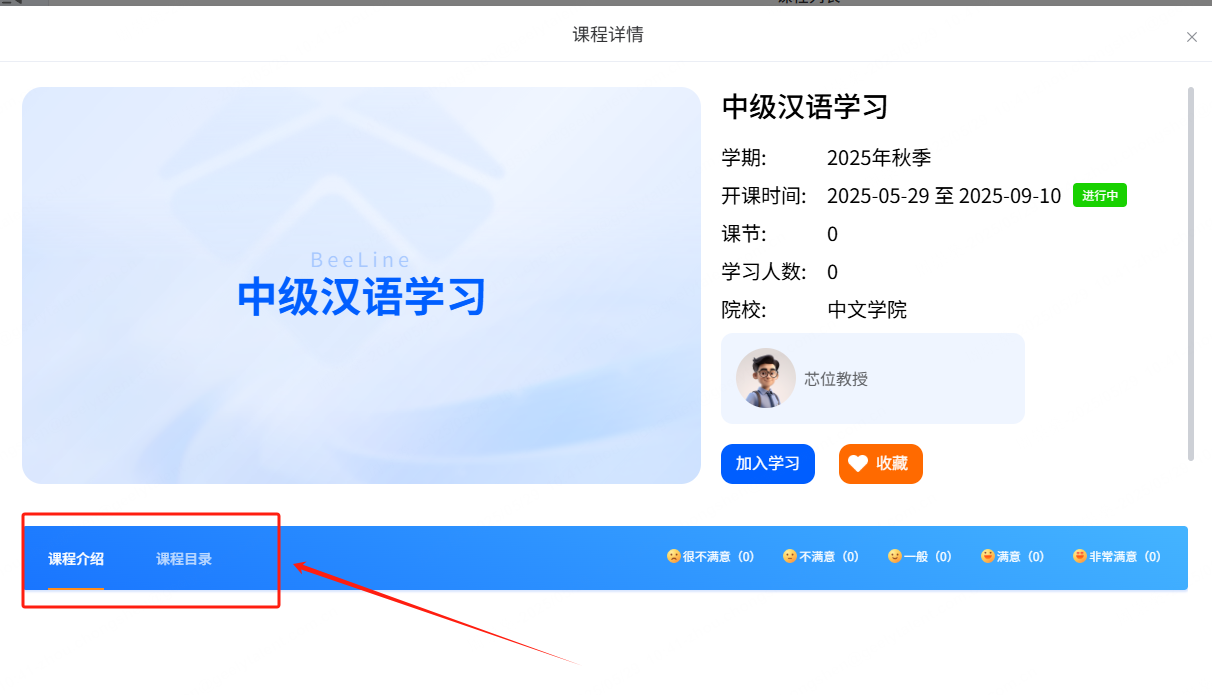 课程详情
BeeLine
中级汉语学习
中级汉语学习
学期: 2025年秋季
开课时间: 2025-05-29 至 2025-09-10 进行中
课节: 0
学习人数: 0
院校: 中文学院
芯位教授
加入学习 收藏
课程介绍 课程目录 很不满意（0） 不满意（0） 一般（0） 满意（0） 非常满意（0）